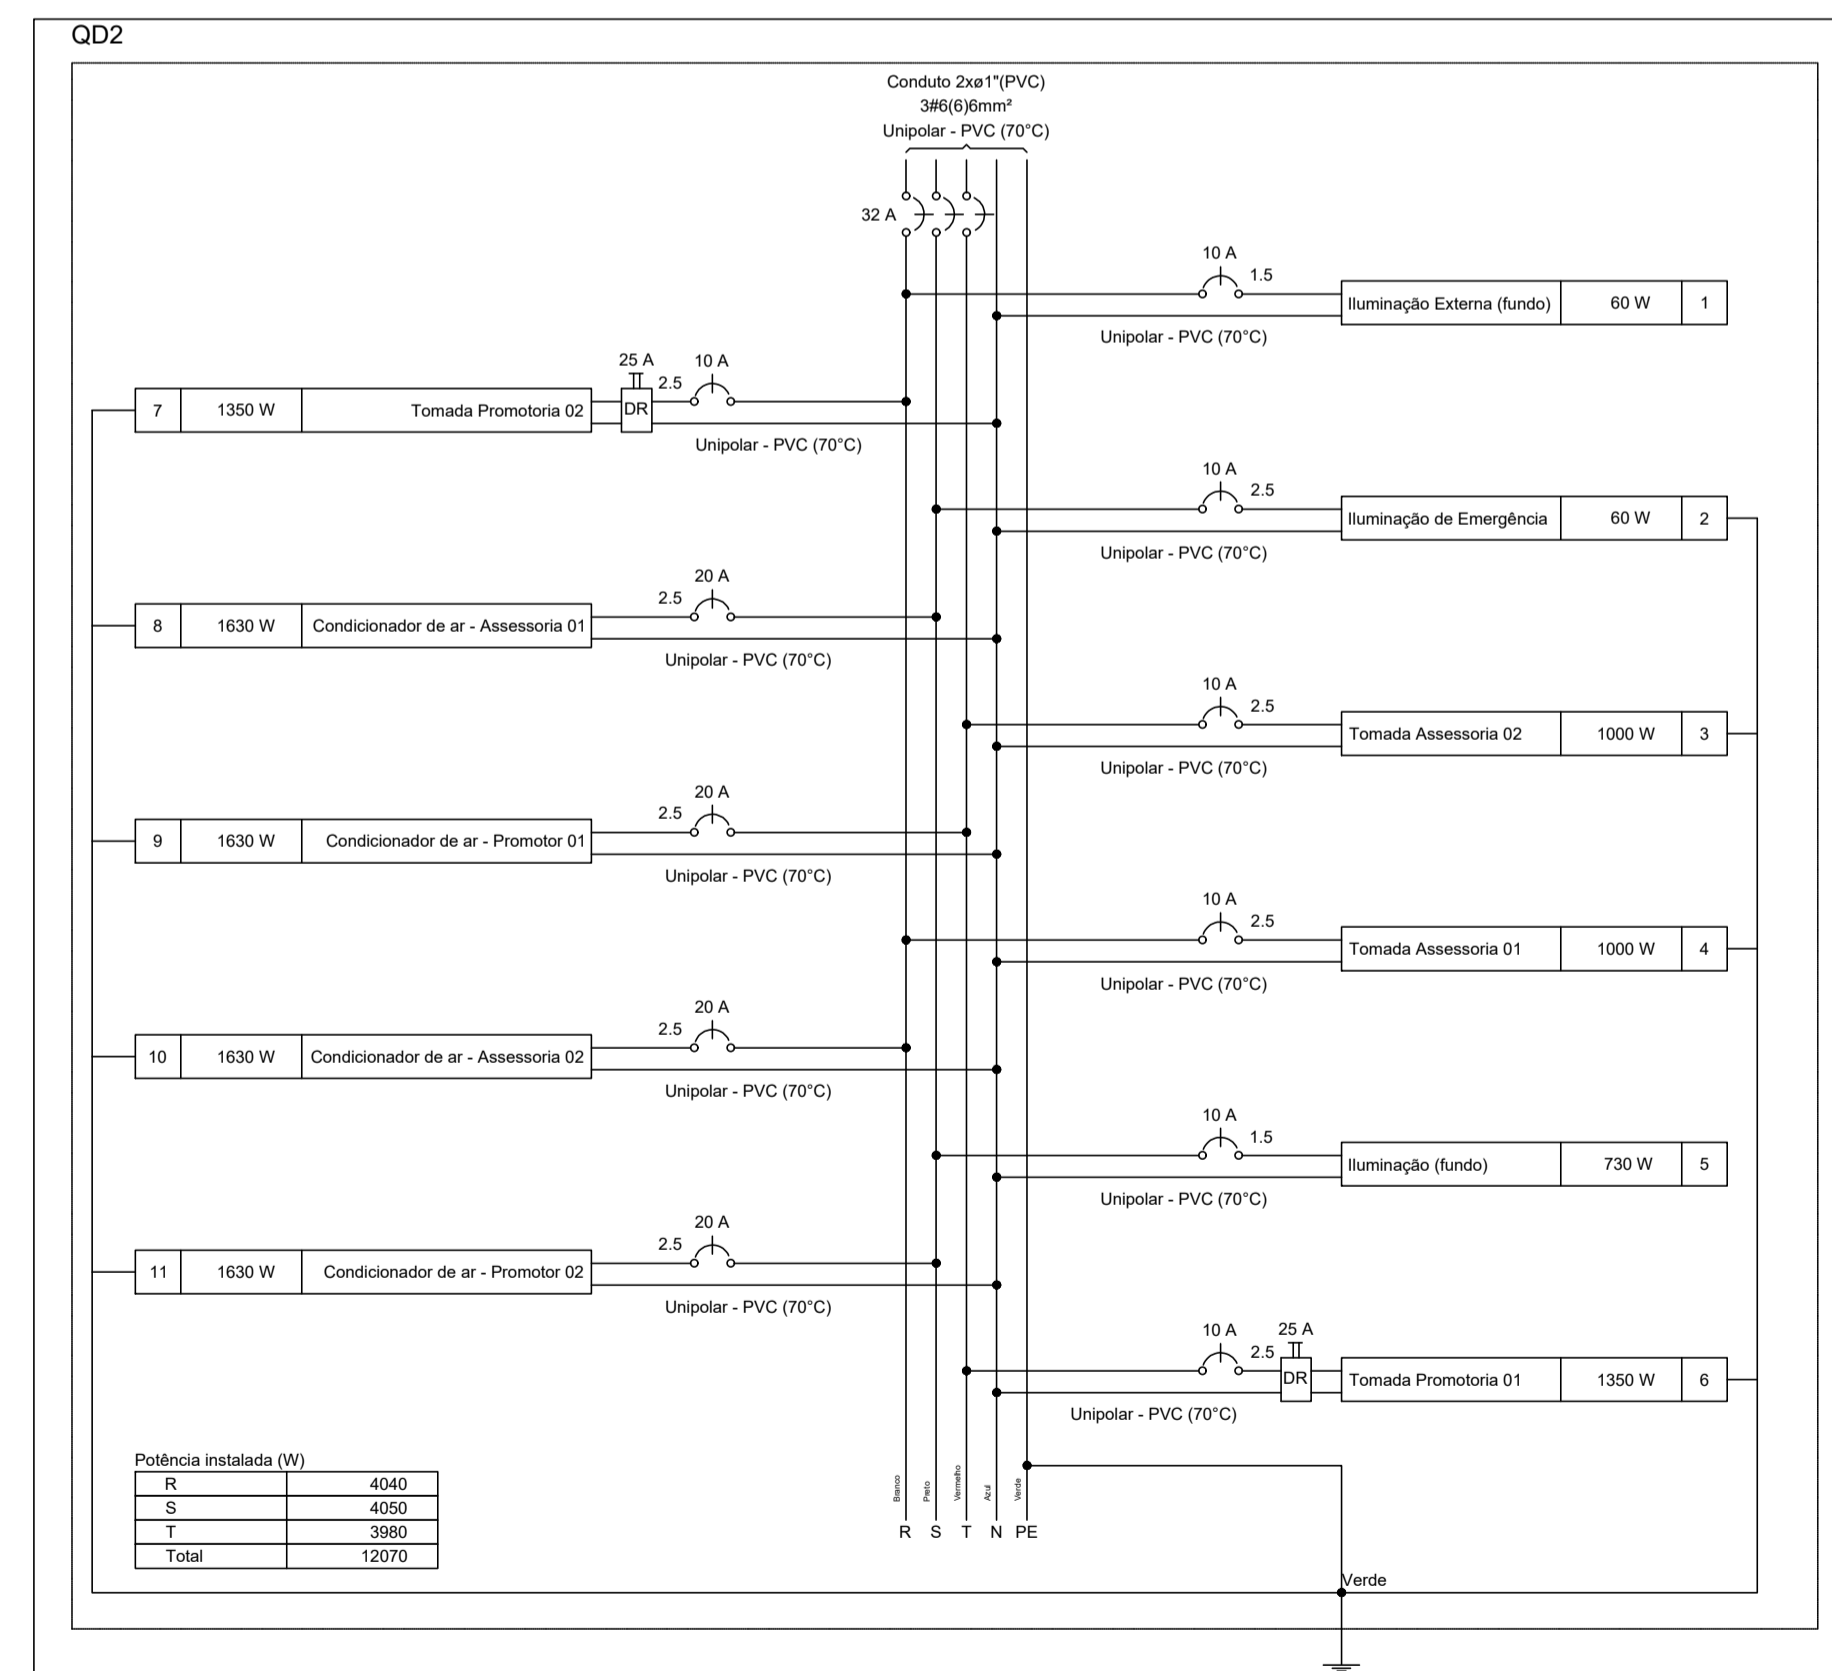 QD2
Conduto 2xø1"(PVC)
3#6(6)6mm²
Unipolar - PVC (70°C)
32 A
10 A
1.5
Iluminação Externa (fundo) 60 W 1
Unipolar - PVC (70°C)
25 A 10 A
2.5
7 1350 W Tomada Promotoria 02 DR
Unipolar - PVC (70°C)
10 A
2.5
Iluminação de Emergência 60 W 2
Unipolar - PVC (70°C)
20 A
2.5
8 1630 W Condicionador de ar - Assessoria 01
Unipolar - PVC (70°C)
10 A
2.5
Tomada Assessoria 02 1000 W 3
Unipolar - PVC (70°C)
20 A
2.5
9 1630 W Condicionador de ar - Promotor 01
Unipolar - PVC (70°C)
10 A
2.5
Tomada Assessoria 01 1000 W 4
Unipolar - PVC (70°C)
20 A
2.5
10 1630 W Condicionador de ar - Assessoria 02
Unipolar - PVC (70°C)
10 A
1.5
Iluminação (fundo) 730 W 5
Unipolar - PVC (70°C)
20 A
2.5
11 1630 W Condicionador de ar - Promotor 02
Unipolar - PVC (70°C)
10 A 25 A
2.5
DR Tomada Promotoria 01 1350 W 6
Unipolar - PVC (70°C)
Potência instalada (W)
R 4040
S 4050
T 3980
Total 12070
Branco Preto Vermelho Azul Verde
R S T N PE
Verde